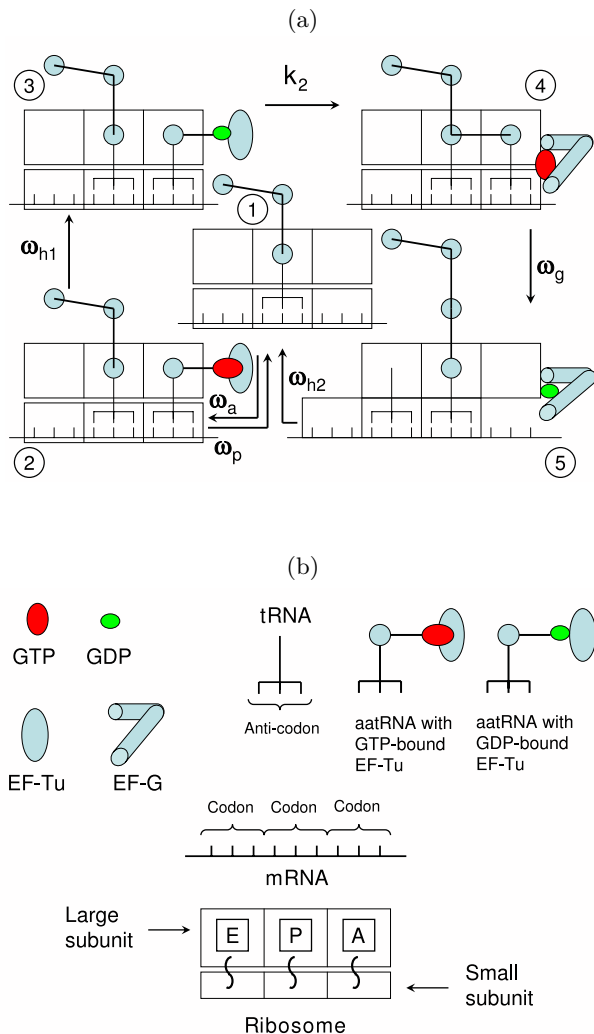 (a)
3
k2
4
1
ωh1
ωg
ωa
ωh2
ωp
2
5
(b)
GTP
GDP
tRNA
Anti-codon
aatRNA with
GTP-bound
EF-Tu
aatRNA with
GDP-bound
EF-Tu
EF-Tu
EF-G
Codon Codon Codon
mRNA
Large
subunit
E P A
Small
subunit
Ribosome